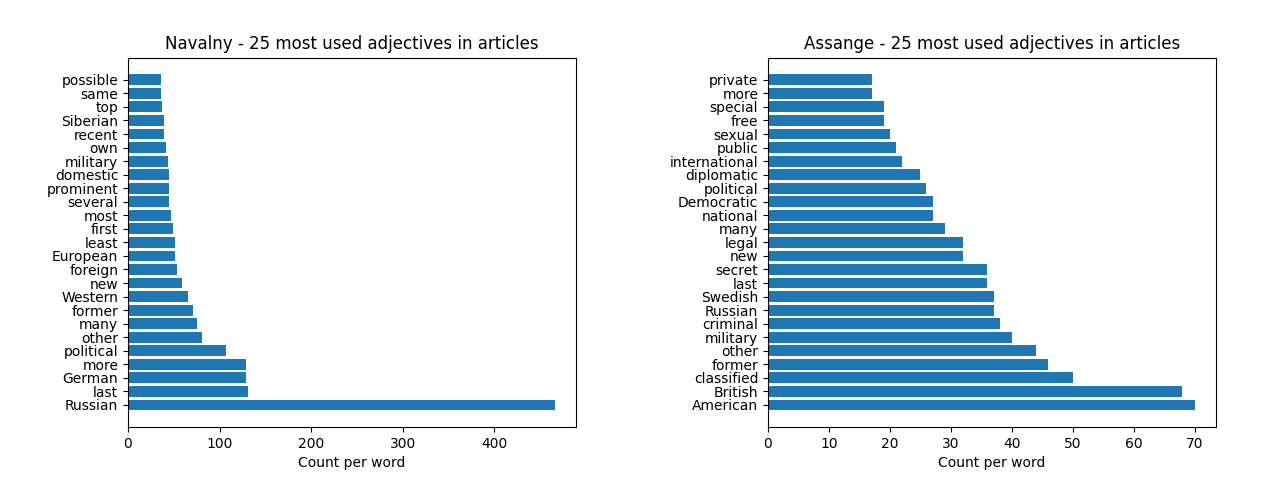 Navalny - 25 most used adjectives in articles
possible
same
top
Siberian
recent
own
military
domestic
prominent
several
most
first
least
European
foreign
new
Western
former
many
other
political
more
German
last
Russian
0 100 200 300 400
Count per word
Assange - 25 most used adjectives in articles
private
more
special
free
sexual
public
international
diplomatic
political
Democratic
national
many
legal
new
secret
last
Swedish
Russian
criminal
military
other
former
classified
British
American
0 10 20 30 40 50 60 70
Count per word